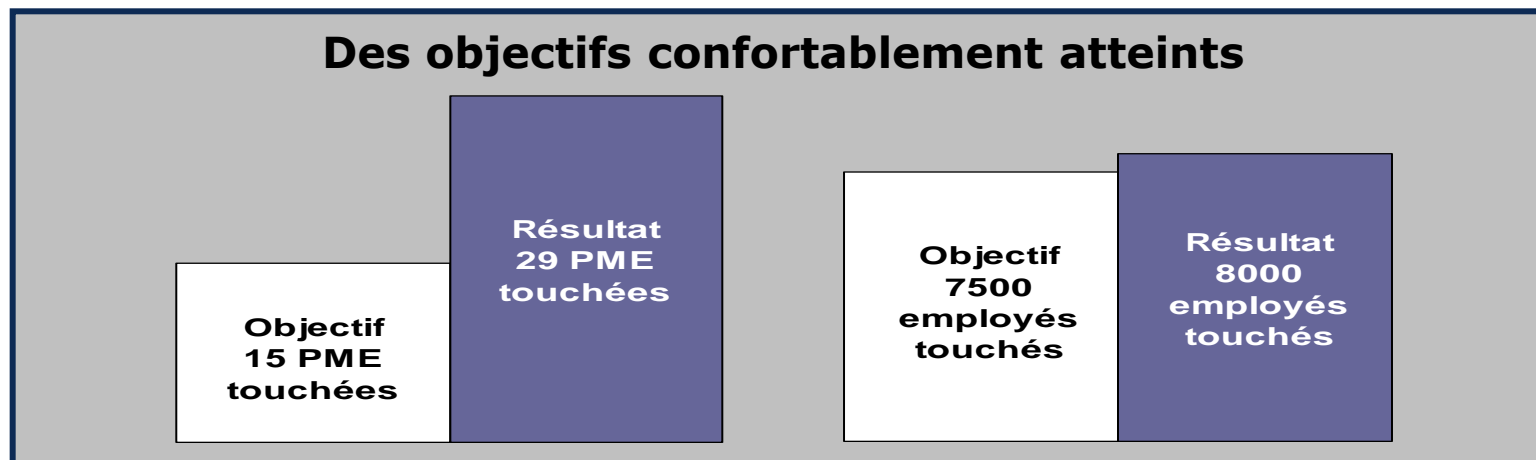 Des objectifs confortablement atteints
Objectif
15 PME
touchées
Résultat
29 PME
touchées
Objectif
7500
employés
touchés
Résultat
8000
employés
touchés